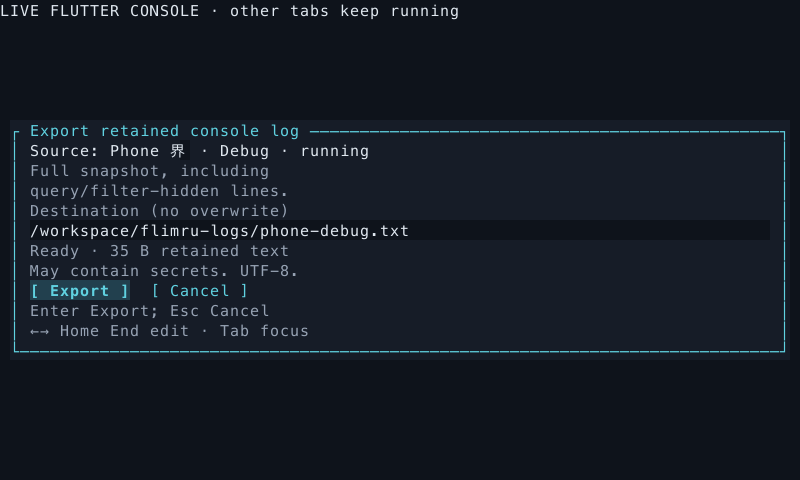 LIVE FLUTTER CONSOLE · other tabs keep running
Export retained console log
Source: Phone 界 · Debug · running
Full snapshot, including
query/filter-hidden lines.
Destination (no overwrite)
/workspace/flimru-logs/phone-debug.txt
Ready · 35 B retained text
May contain secrets. UTF-8.
[ Export ]  [ Cancel ]
Enter Export; Esc Cancel
←→ Home End edit · Tab focus